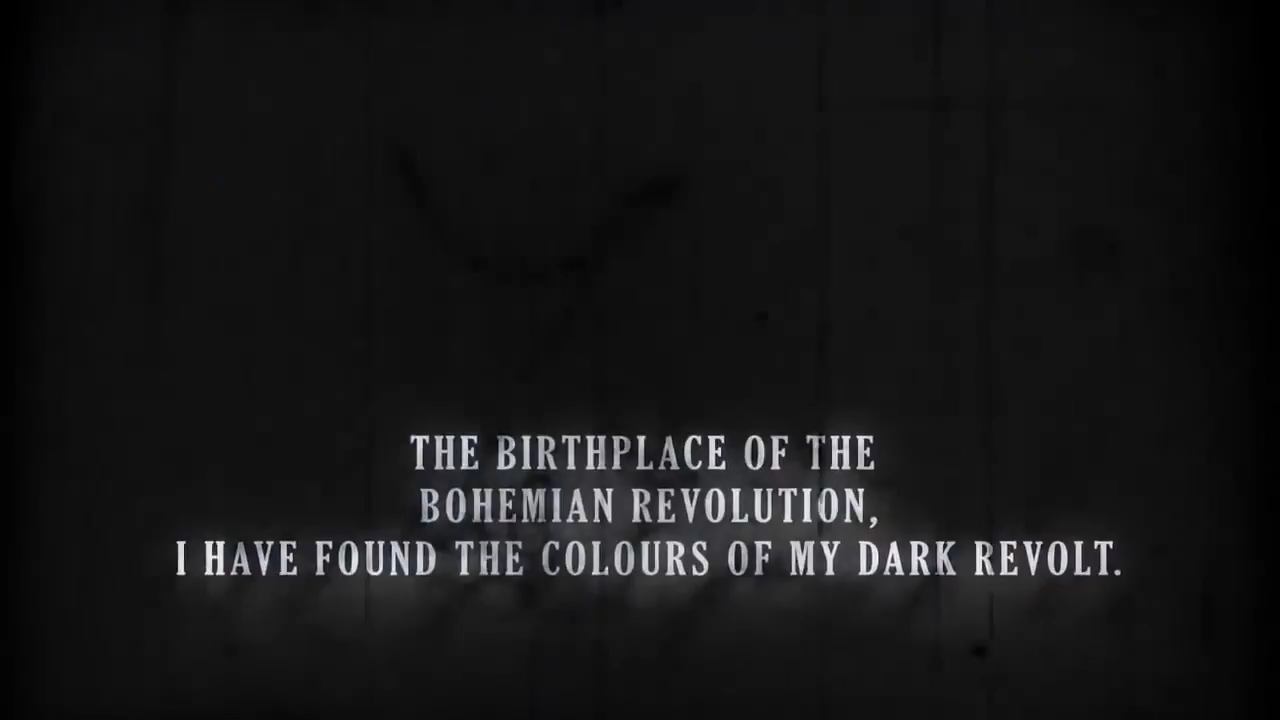 THE BIRTHPLACE OF THE
BOHEMIAN REVOLUTION,
I HAVE FOUND THE COLOURS OF MY DARK REVOLT.